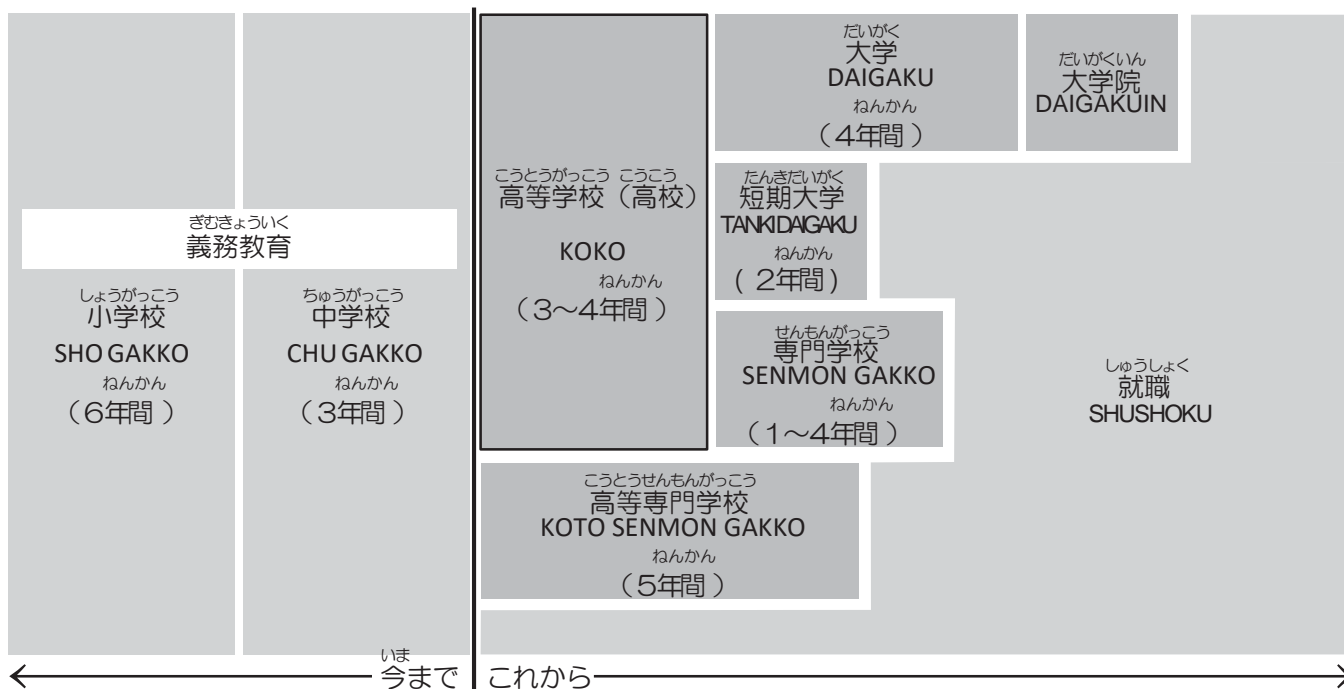 ぎむきょういく
義務教育
しょうがっこう
小学校
SHO GAKKO
ねんかん
(6年間)
ちゅうがっこう
中学校
CHU GAKKO
ねんかん
(3年間)
こうとうがっこう こうこう
高等学校(高校)
KOKO
ねんかん
(3~4年間)
だいがく
大学
DAIGAKU
ねんかん
(4年間)
だいがくいん
大学院
DAIGAKUIN
たんきだいがく
短期大学
TANKIDAIGAKU
ねんかん
(2年間)
せんもんがっこう
専門学校
SENMON GAKKO
ねんかん
(1~4年間)
こうとうせんもんがっこう
高等専門学校
KOTO SENMON GAKKO
ねんかん
(5年間)
しゅうしょく
就職
SHUSHOKU
いま
今まで
これから